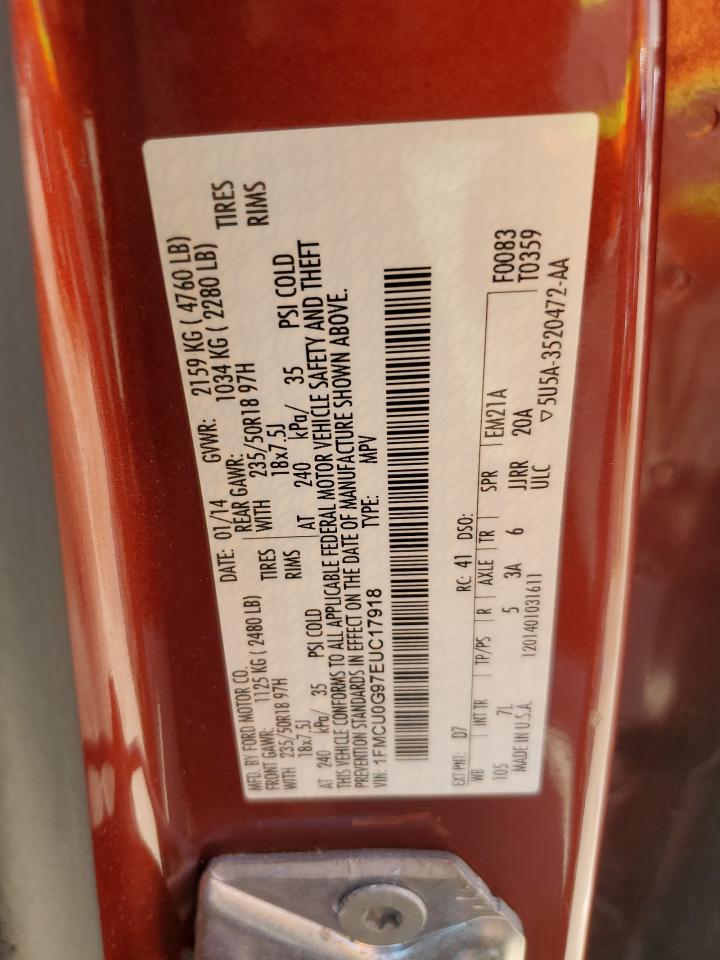 MFD. BY FORD MOTOR CO. DATE: 01/14 GVWR: 2159 KG ( 4760 LB)
FRONT GAWR: 1125 KG ( 2480 LB) REAR GAWR: 1034 KG ( 2280 LB)
WITH 235/50R18 97H TIRES WITH 235/50R18 97H TIRES
18x7.5J RIMS 18x7.5J RIMS
AT 240 kPa/ 35 PSI COLD AT 240 kPa/ 35 PSI COLD
THIS VEHICLE CONFORMS TO ALL APPLICABLE FEDERAL MOTOR VEHICLE SAFETY AND THEFT
PREVENTION STANDARDS IN EFFECT ON THE DATE OF MANUFACTURE SHOWN ABOVE.
VIN: 1FMCU0G97EUC17918 TYPE: MPV
EXT PNT: D7 RC: 41 DSO: F0083
WB INT TR TP/PS R AXLE TR SPR EM21A T0359
105 7L 5 3A 6 JJRR 20A
MADE IN U.S.A. 1201401031611 ULC ▽5U5A-3520472-AA